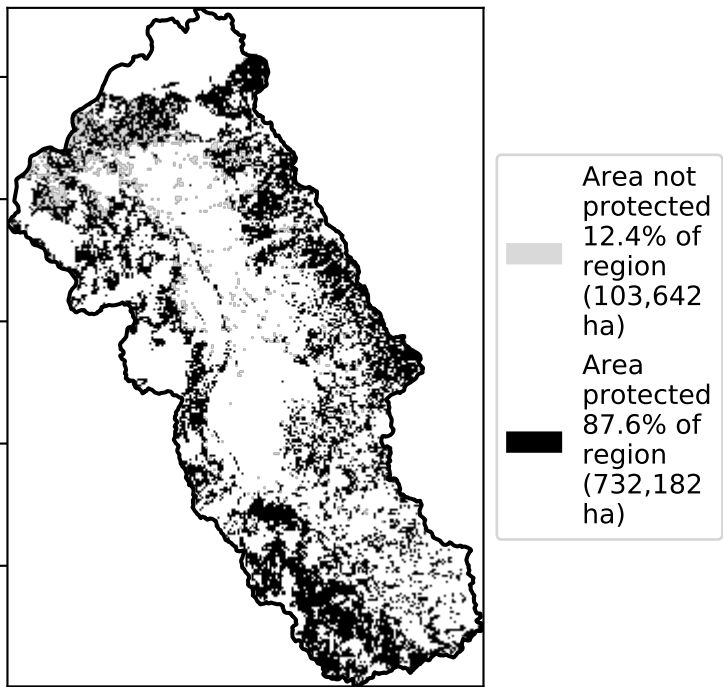 Area not
protected
12.4% of
region
(103,642
ha)
Area
protected
87.6% of
region
(732,182
ha)